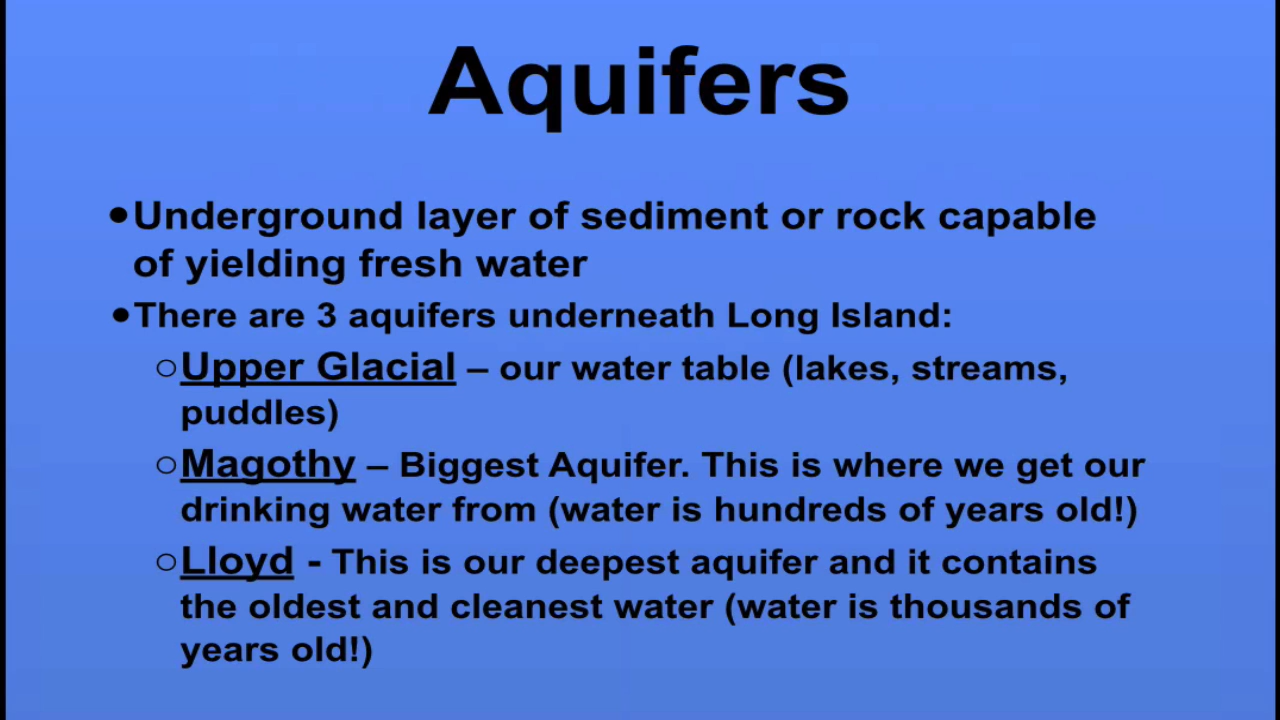 Aquifers
●Underground layer of sediment or rock capable
of yielding fresh water
●There are 3 aquifers underneath Long Island:
○Upper Glacial – our water table (lakes, streams,
puddles)
○Magothy – Biggest Aquifer. This is where we get our
drinking water from (water is hundreds of years old!)
○Lloyd - This is our deepest aquifer and it contains
the oldest and cleanest water (water is thousands of
years old!)